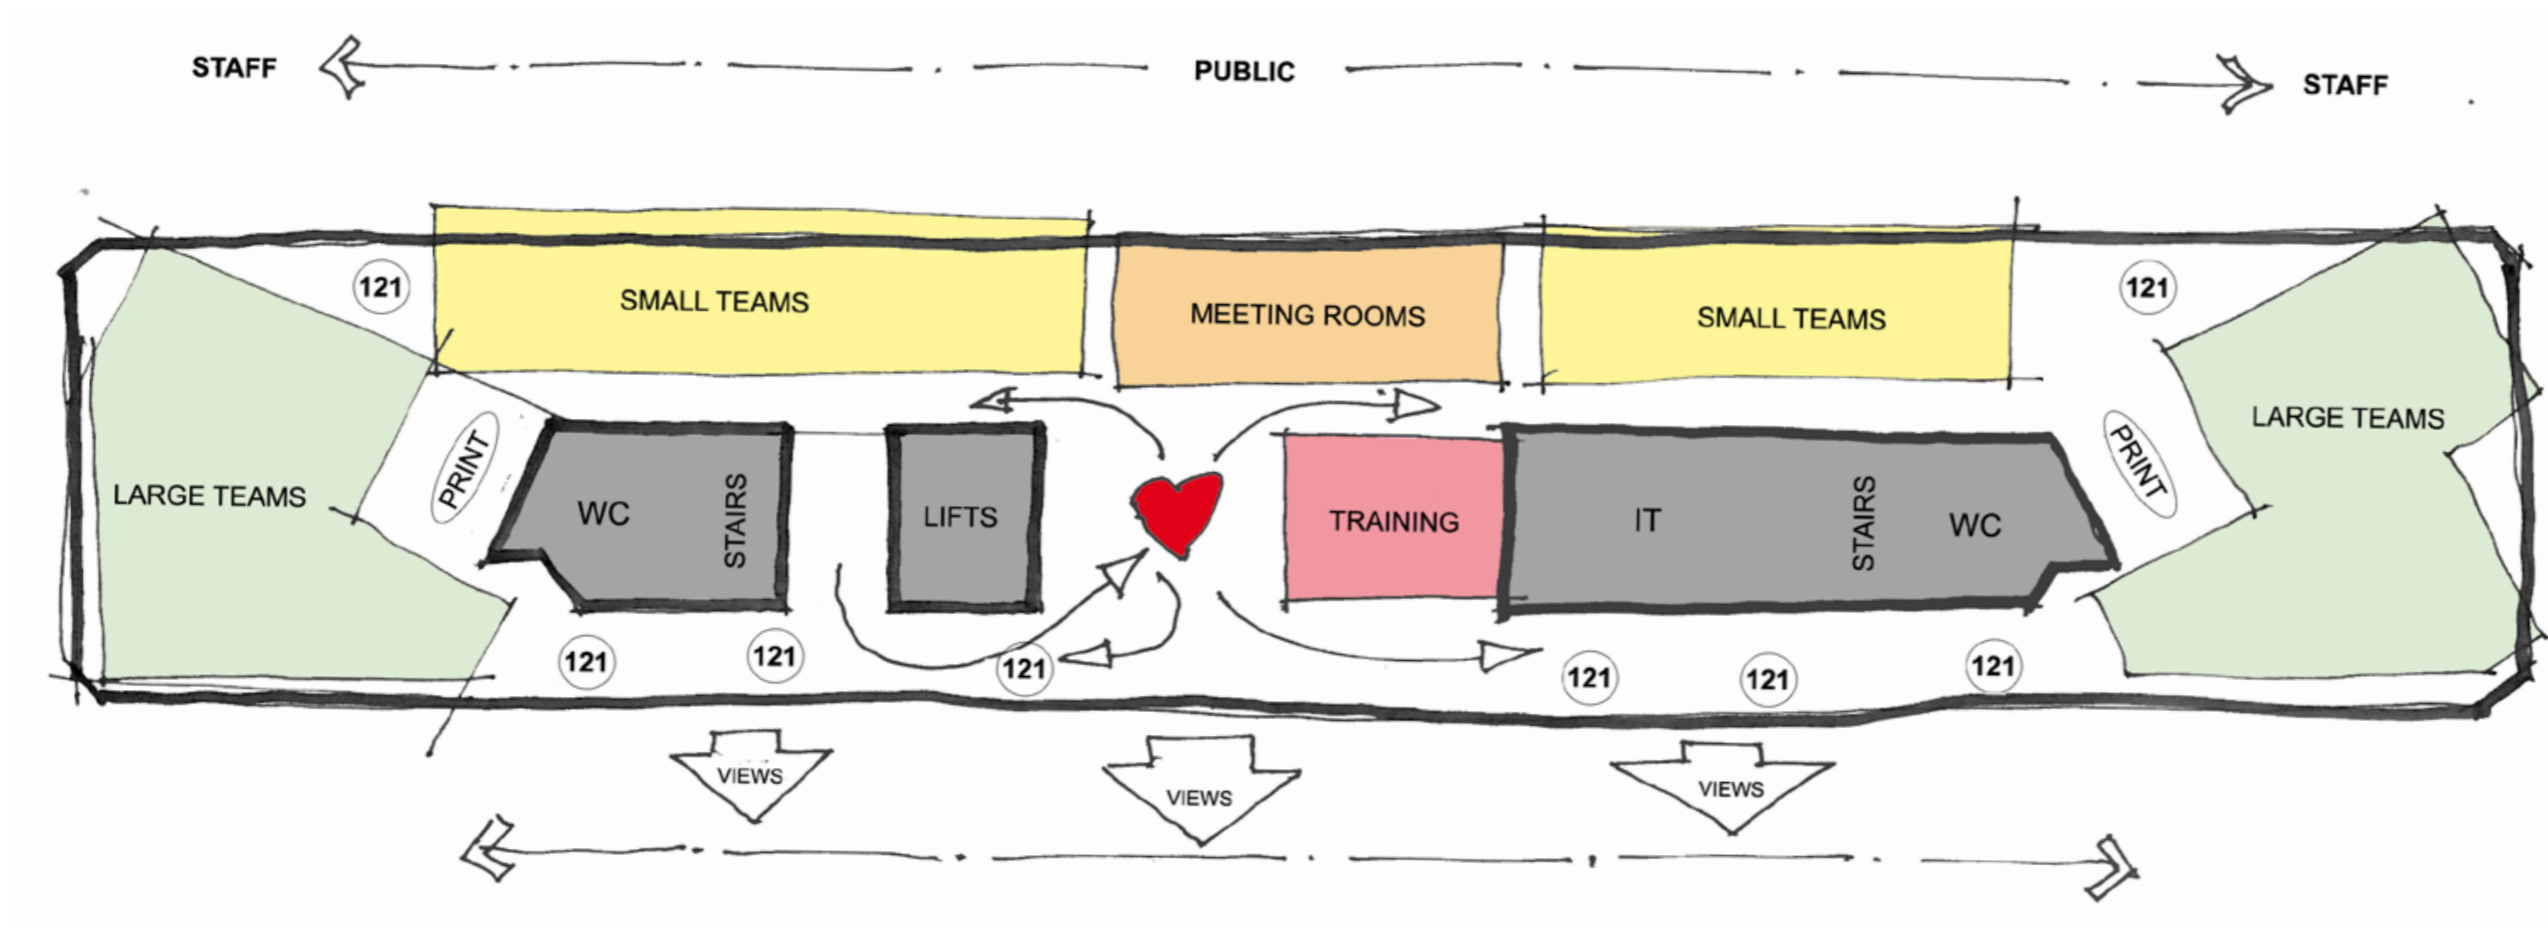 STAFF
PUBLIC
STAFF
121
SMALL TEAMS
MEETING ROOMS
SMALL TEAMS
121
LARGE TEAMS
PRINT
WC
STAIRS
LIFTS
TRAINING
IT
STAIRS
WC
PRINT
LARGE TEAMS
121
121
121
121
121
121
VIEWS
VIEWS
VIEWS